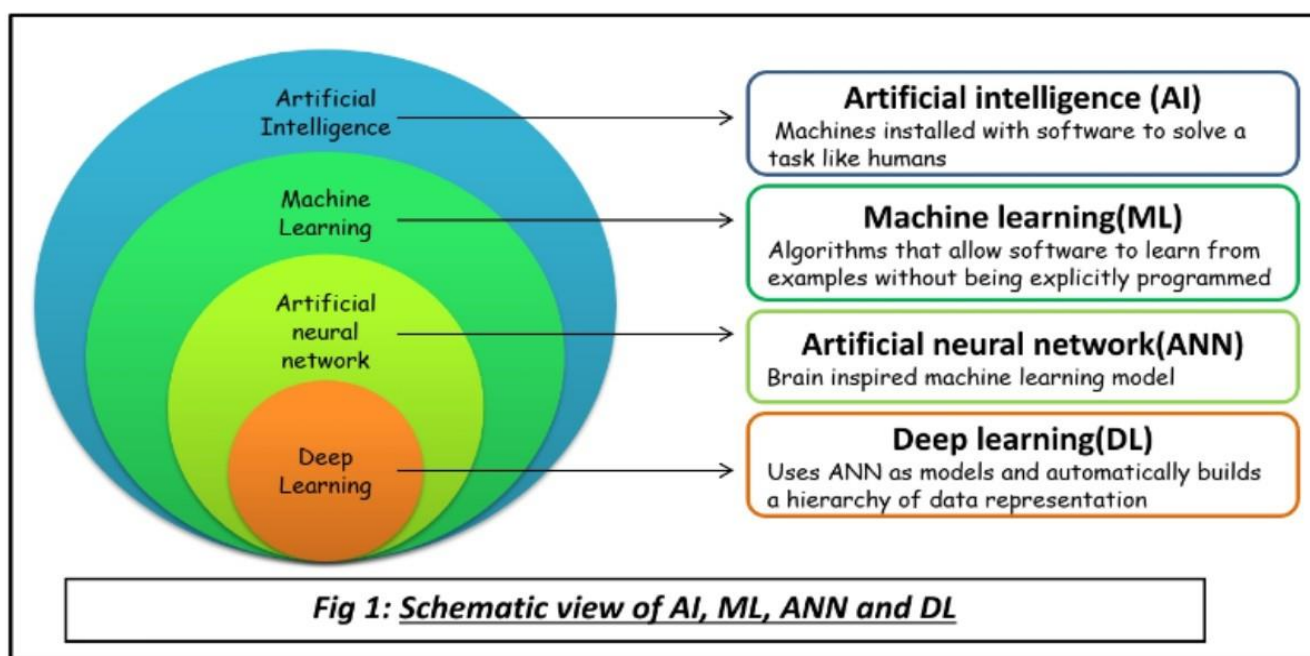 Artificial
Intelligence
Machine
Learning
Artificial
neural
network
Deep
Learning
Artificial intelligence (AI)
Machines installed with software to solve a
task like humans
Machine learning(ML)
Algorithms that allow software to learn from
examples without being explicitly programmed
Artificial neural network(ANN)
Brain inspired machine learning model
Deep learning(DL)
Uses ANN as models and automatically builds
a hierarchy of data representation
Fig 1: Schematic view of AI, ML, ANN and DL